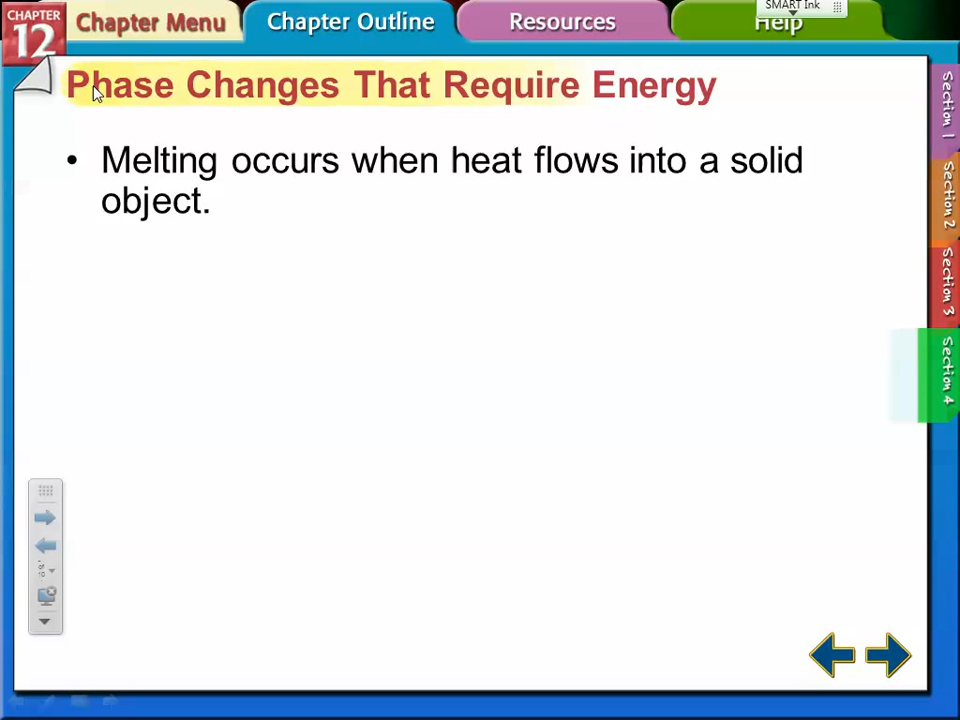 SMART Ink
CHAPTER
12
Chapter Menu
Chapter Outline
Resources
Help
Phase Changes That Require Energy
• Melting occurs when heat flows into a solid
object.
Section 1
Section 2
Section 3
Section 4